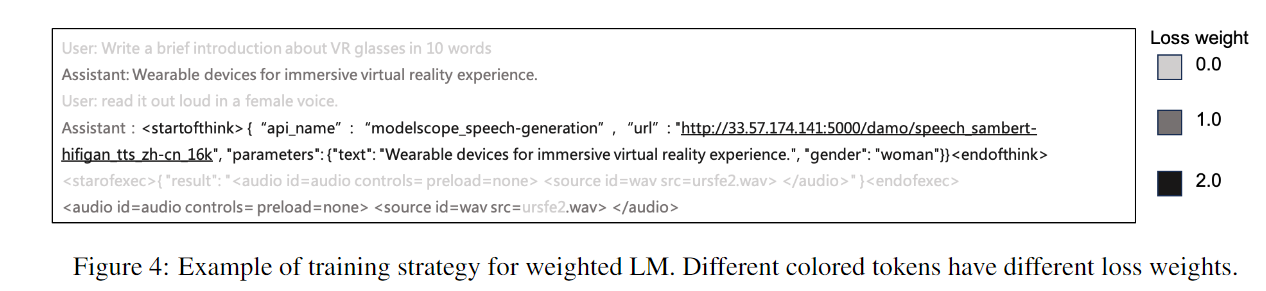 User: Write a brief introduction about VR glasses in 10 words
Assistant: Wearable devices for immersive virtual reality experience.
User: read it out loud in a female voice.
Assistant : <startofthink> { “api_name” : “modelscope_speech-generation” , “url” : "http://33.57.174.141:5000/damo/speech_sambert-
hifigan_tts_zh-cn_16k", "parameters": {"text": "Wearable devices for immersive virtual reality experience.", "gender": "woman"}}<endofthink>
<starofexec>{ "result": "<audio id=audio controls= preload=none> <source id=wav src=ursfe2.wav> </audio>" }<endofexec>
<audio id=audio controls= preload=none> <source id=wav src=ursfe2.wav> </audio>
Loss weight
0.0
1.0
2.0
Figure 4: Example of training strategy for weighted LM. Different colored tokens have different loss weights.